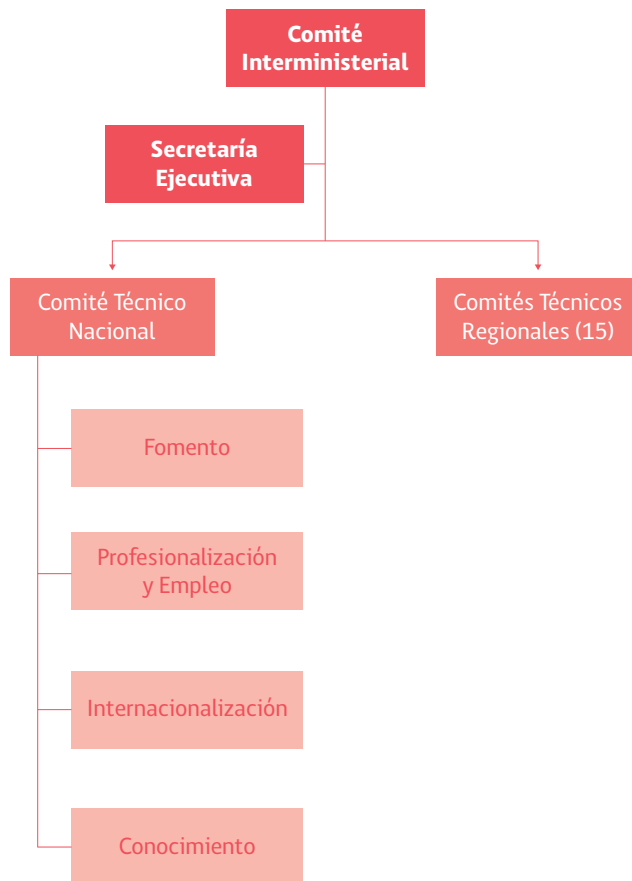 Comité
Interministerial
Secretaría
Ejecutiva
Comité Técnico
Nacional
Comités Técnicos
Regionales (15)
Fomento
Profesionalización
y Empleo
Internacionalización
Conocimiento